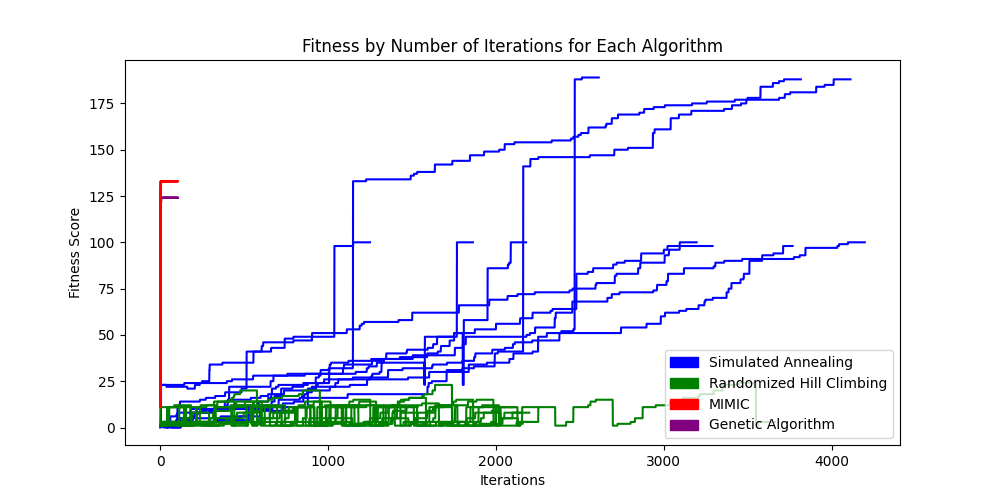 Fitness by Number of Iterations for Each Algorithm
Fitness Score
175
150
125
100
75
50
25
0
0 1000 2000 3000 4000
Iterations
Simulated Annealing
Randomized Hill Climbing
MIMIC
Genetic Algorithm